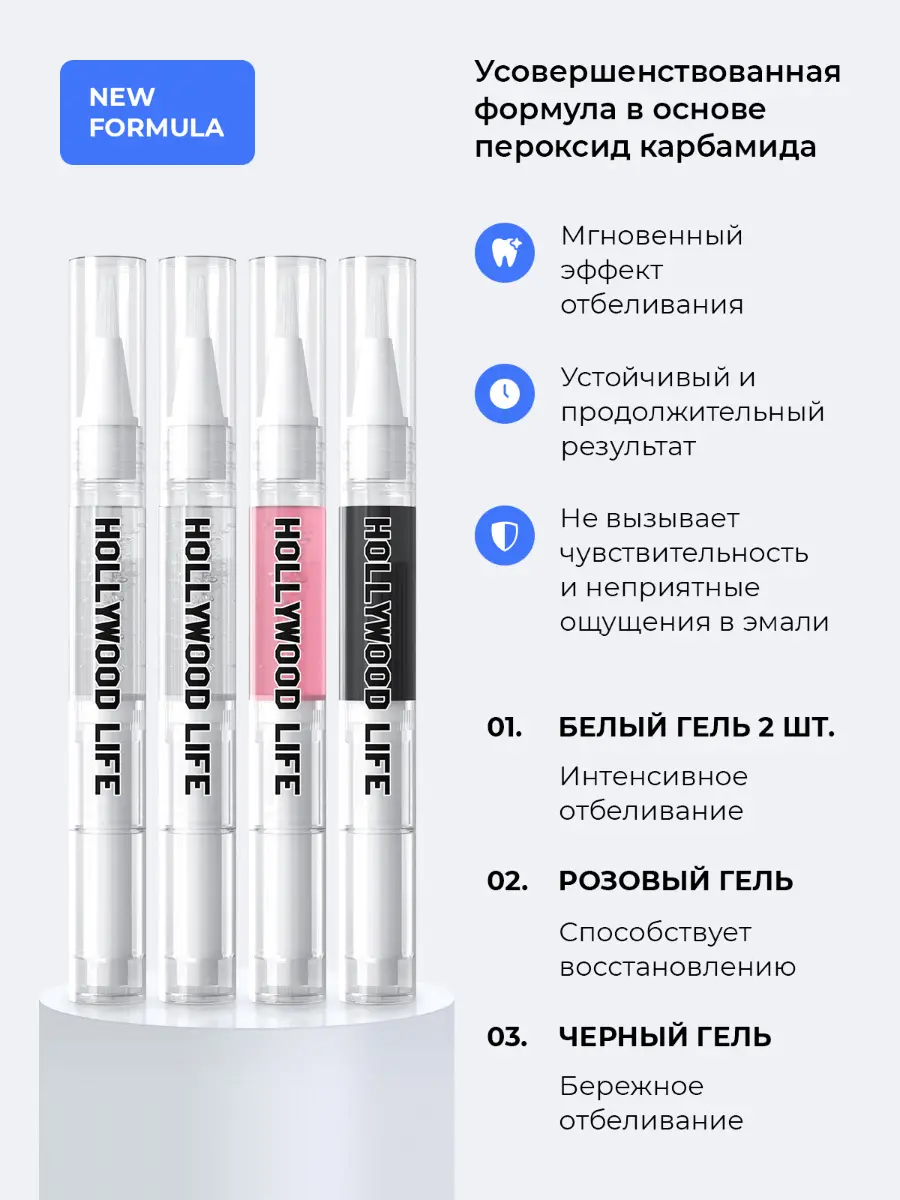 NEW
FORMULA
Усовершенствованная
формула в основе
пероксид карбамида
Мгновенный
эффект
отбеливания
Устойчивый и
продолжительный
результат
Не вызывает
чувствительность
и неприятные
ощущения в эмали
HOLLYWOOD LIFE
HOLLYWOOD LIFE
HOLLYWOOD LIFE
HOLLYWOOD LIFE
01. БЕЛЫЙ ГЕЛЬ 2 ШТ.
Интенсивное
отбеливание
02. РОЗОВЫЙ ГЕЛЬ
Способствует
восстановлению
03. ЧЕРНЫЙ ГЕЛЬ
Бережное
отбеливание